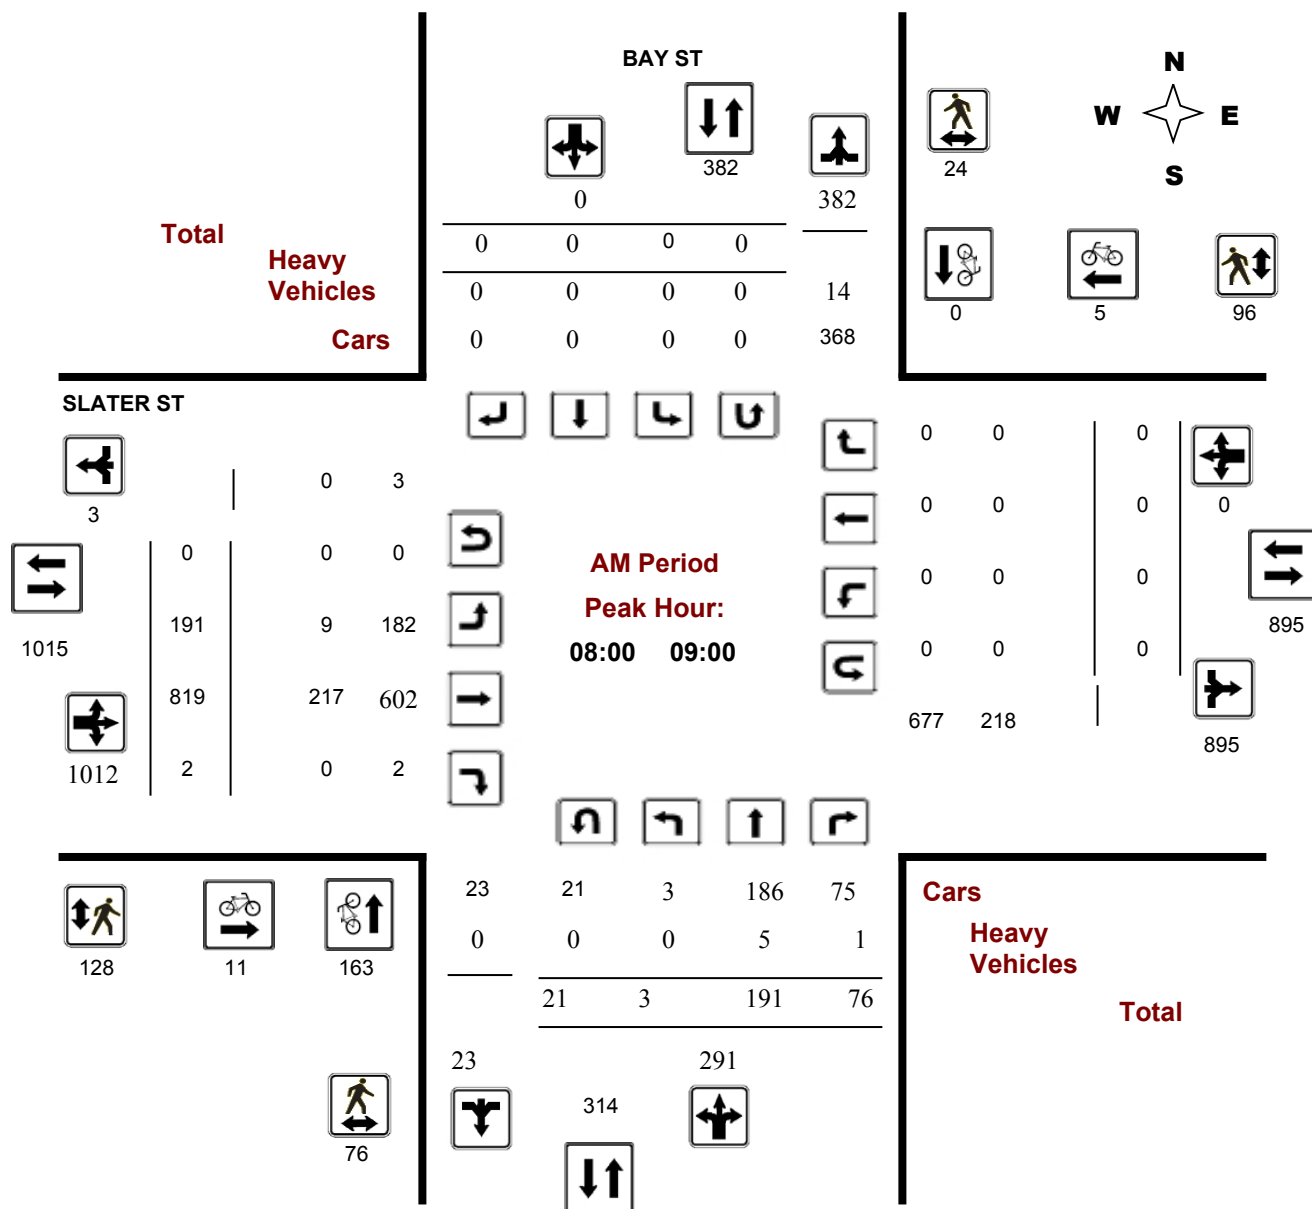 BAY ST
N
W E
S
382
24
0 382
Total
0 0 0 0
Heavy
Vehicles
0 0 0 0 14
0 5 96
Cars
0 0 0 0 368
SLATER ST
0 0 0
0 3
3
0 0 0
0
0 0 0
AM Period
0 0 0
Peak Hour:
191 9 182
895
1015
08:00 09:00
0 0 0
819 217 602
677 218
895
1012 2 0 2
23 21 3 186 75
Cars
0 0 0 5 1
Heavy
Vehicles
128 11 163
21 3 191 76
Total
23 291
314
76